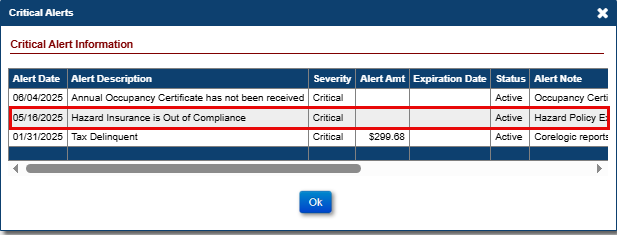 Critical Alerts
Critical Alert Information
Alert Date Alert Description Severity Alert Amt Expiration Date Status Alert Note
06/04/2025 Annual Occupancy Certificate has not been received Critical Active Occupancy Certi
05/16/2025 Hazard Insurance is Out of Compliance Critical Active Hazard Policy Ex
01/31/2025 Tax Delinquent Critical $299.68 Active Corelogic reports
Ok